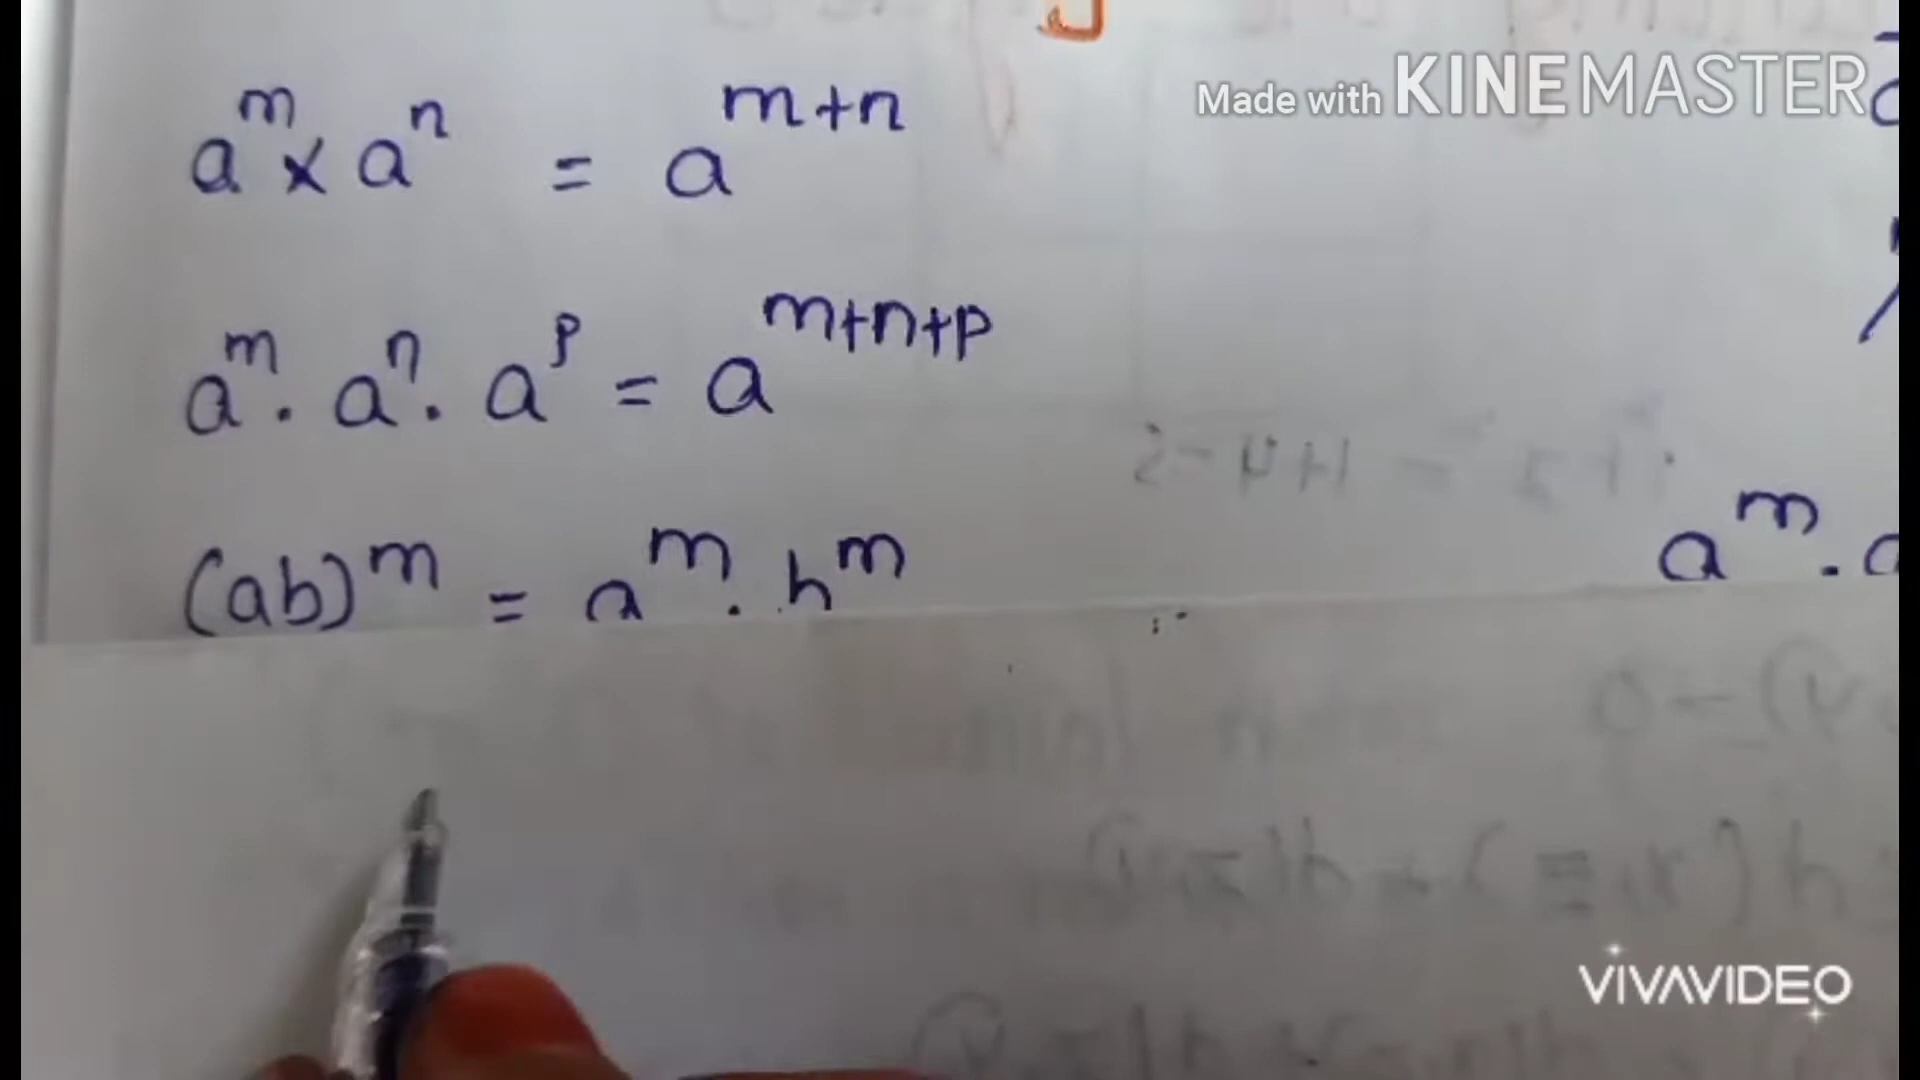 Made with KINEMASTER
a^m × a^n = a^{m+n}
a^m . a^n . a^p = a^{m+n+p}
(ab)^m = a^m . b^m
a^m .
VIVAVIDEO